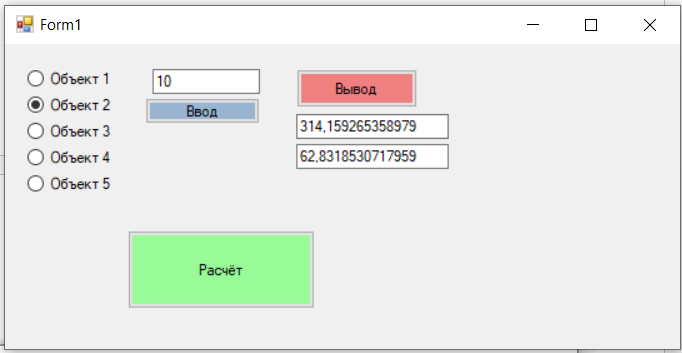 Form1
Объект 1
Объект 2
Объект 3
Объект 4
Объект 5
10
Ввод
Вывод
314,159265358979
62,8318530717959
Расчёт